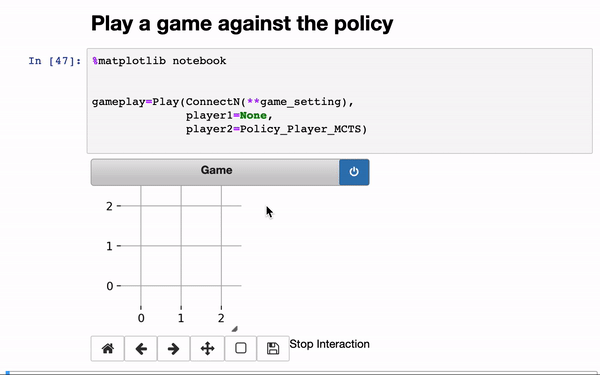 Play a game against the policy
In [47]:
%matplotlib notebook
gameplay=Play(ConnectN(**game_setting),
player1=None,
player2=Policy_Player_MCTS)
Game
2
1
0
0 1 2
Stop Interaction